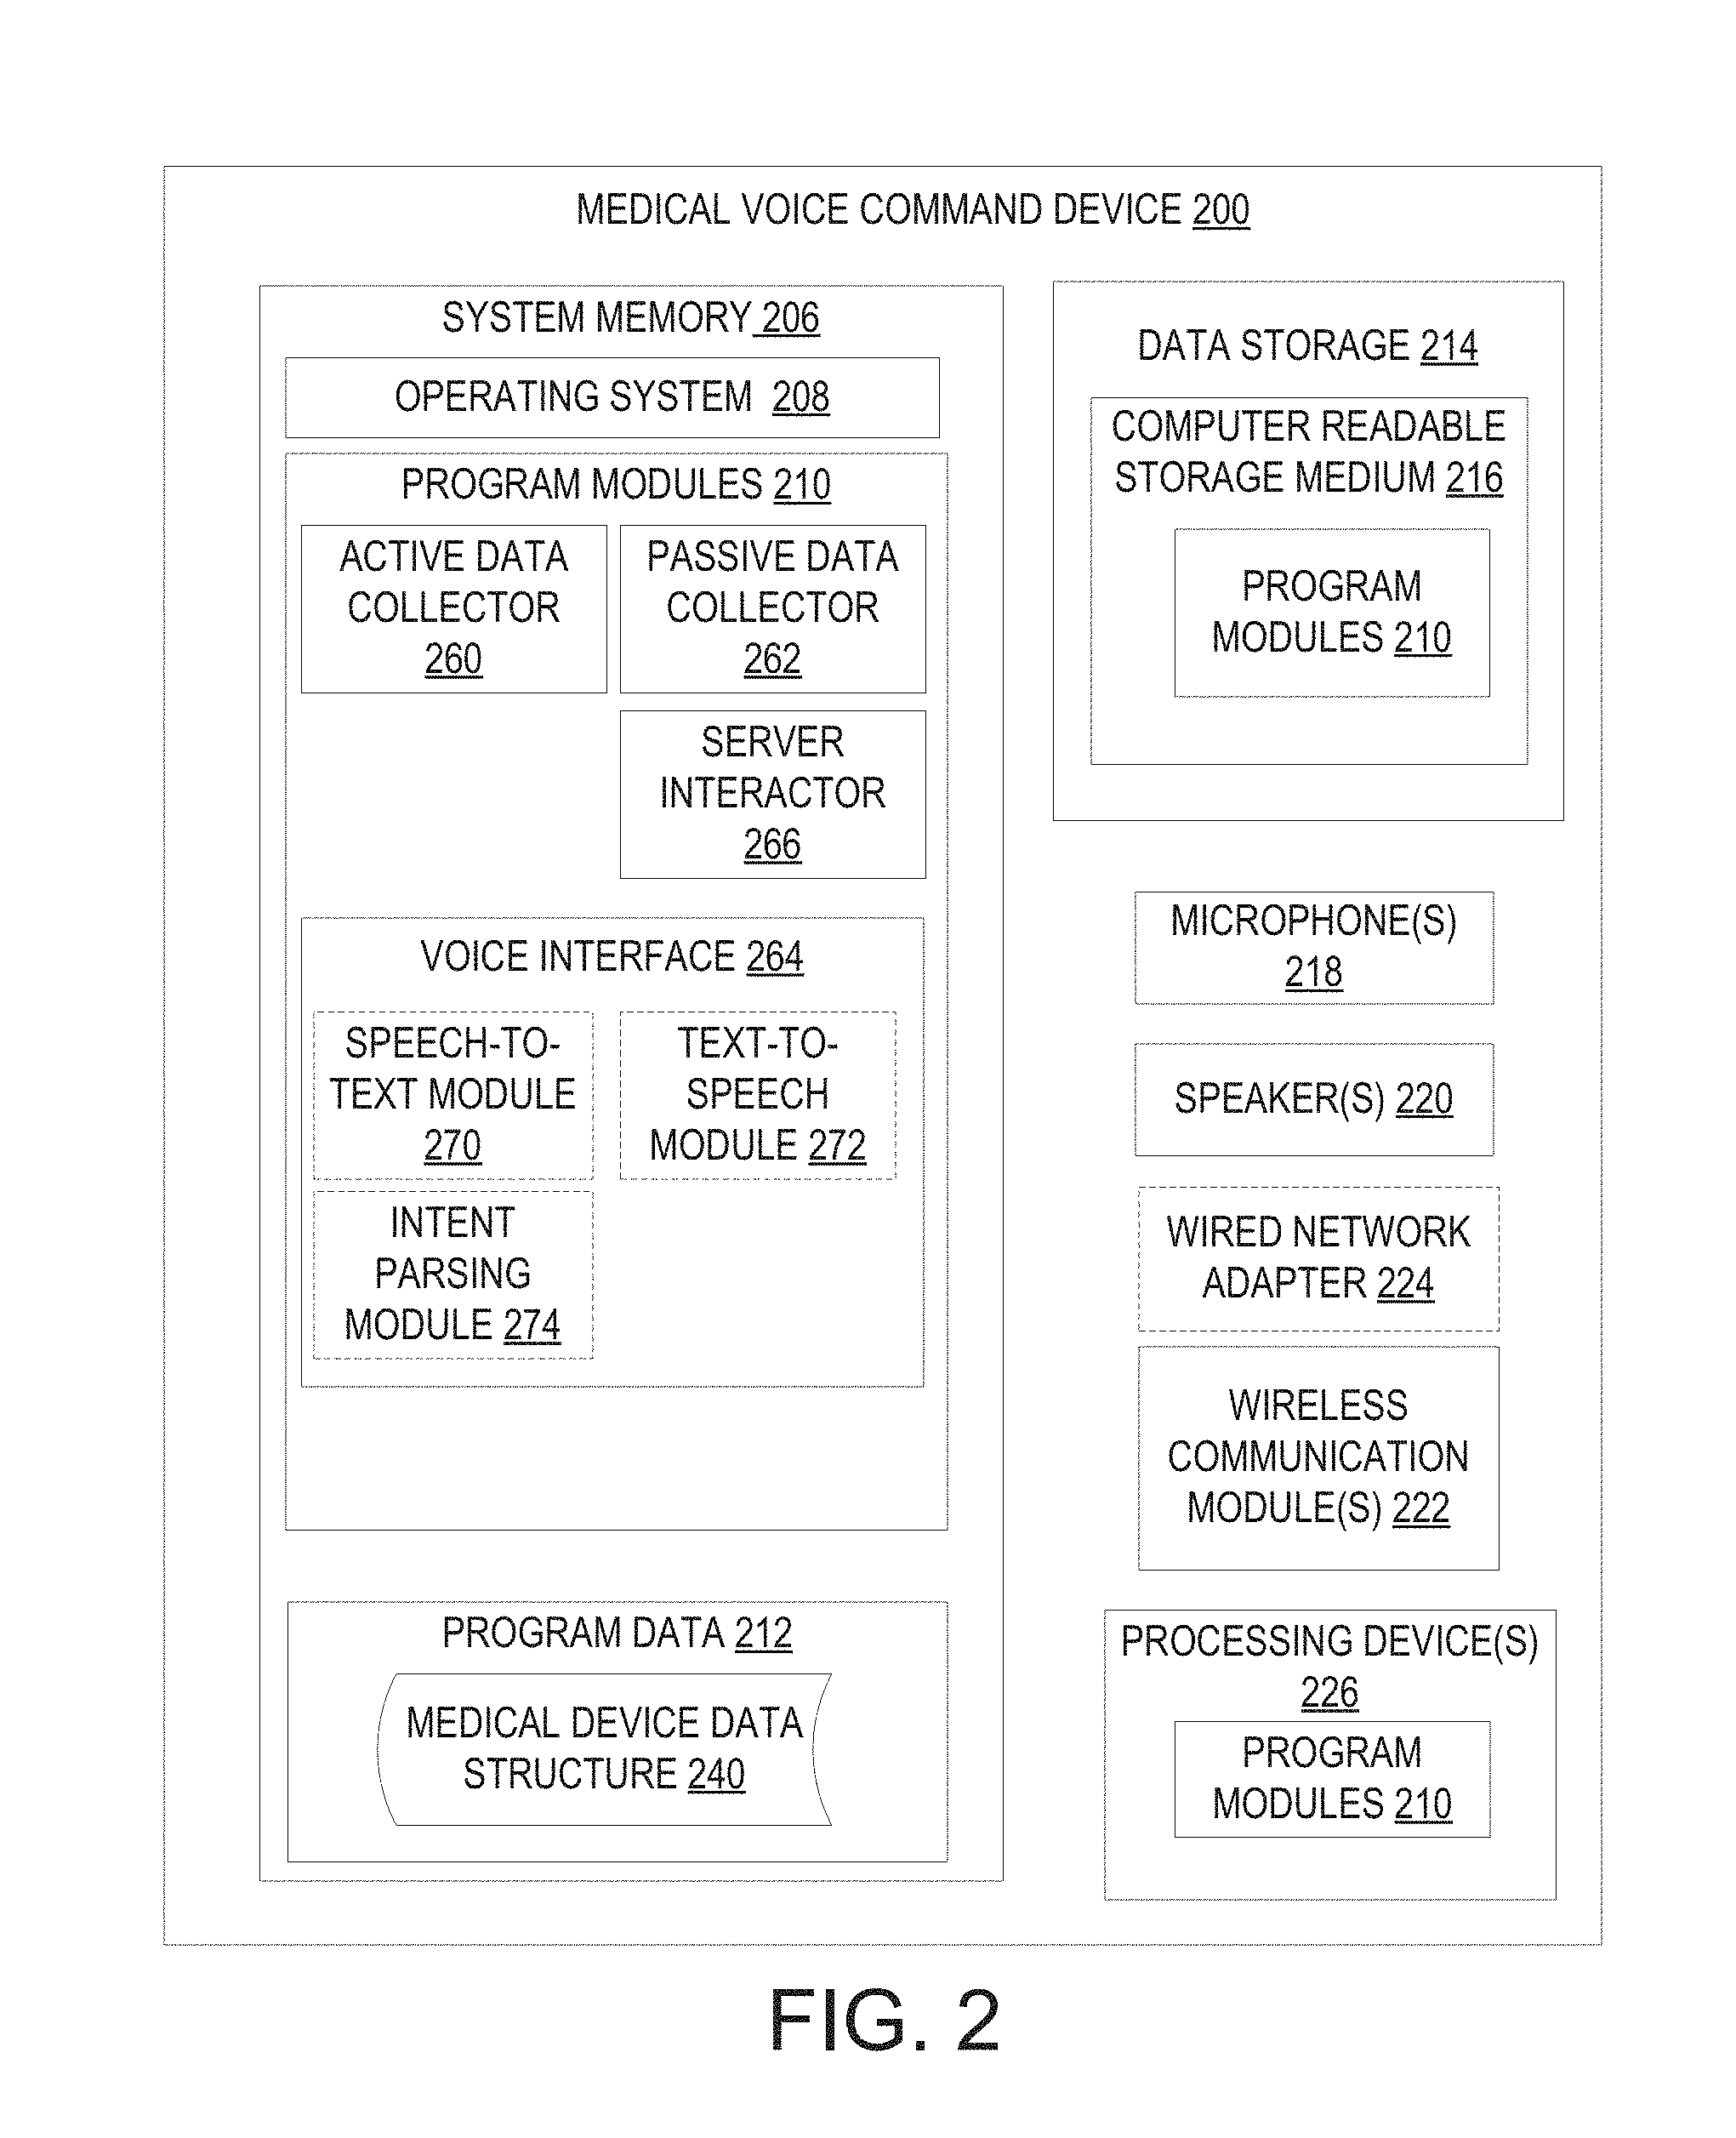 MEDICAL VOICE COMMAND DEVICE 200
SYSTEM MEMORY 206
OPERATING SYSTEM 208
PROGRAM MODULES 210
ACTIVE DATA
COLLECTOR
260
PASSIVE DATA
COLLECTOR
262
SERVER
INTERACTOR
266
VOICE INTERFACE 264
SPEECH-TO-
TEXT MODULE
270
TEXT-TO-
SPEECH
MODULE 272
INTENT
PARSING
MODULE 274
PROGRAM DATA 212
MEDICAL DEVICE DATA
STRUCTURE 240
DATA STORAGE 214
COMPUTER READABLE
STORAGE MEDIUM 216
PROGRAM
MODULES 210
MICROPHONE(S)
218
SPEAKER(S) 220
WIRED NETWORK
ADAPTER 224
WIRELESS
COMMUNICATION
MODULE(S) 222
PROCESSING DEVICE(S)
226
PROGRAM
MODULES 210
FIG. 2